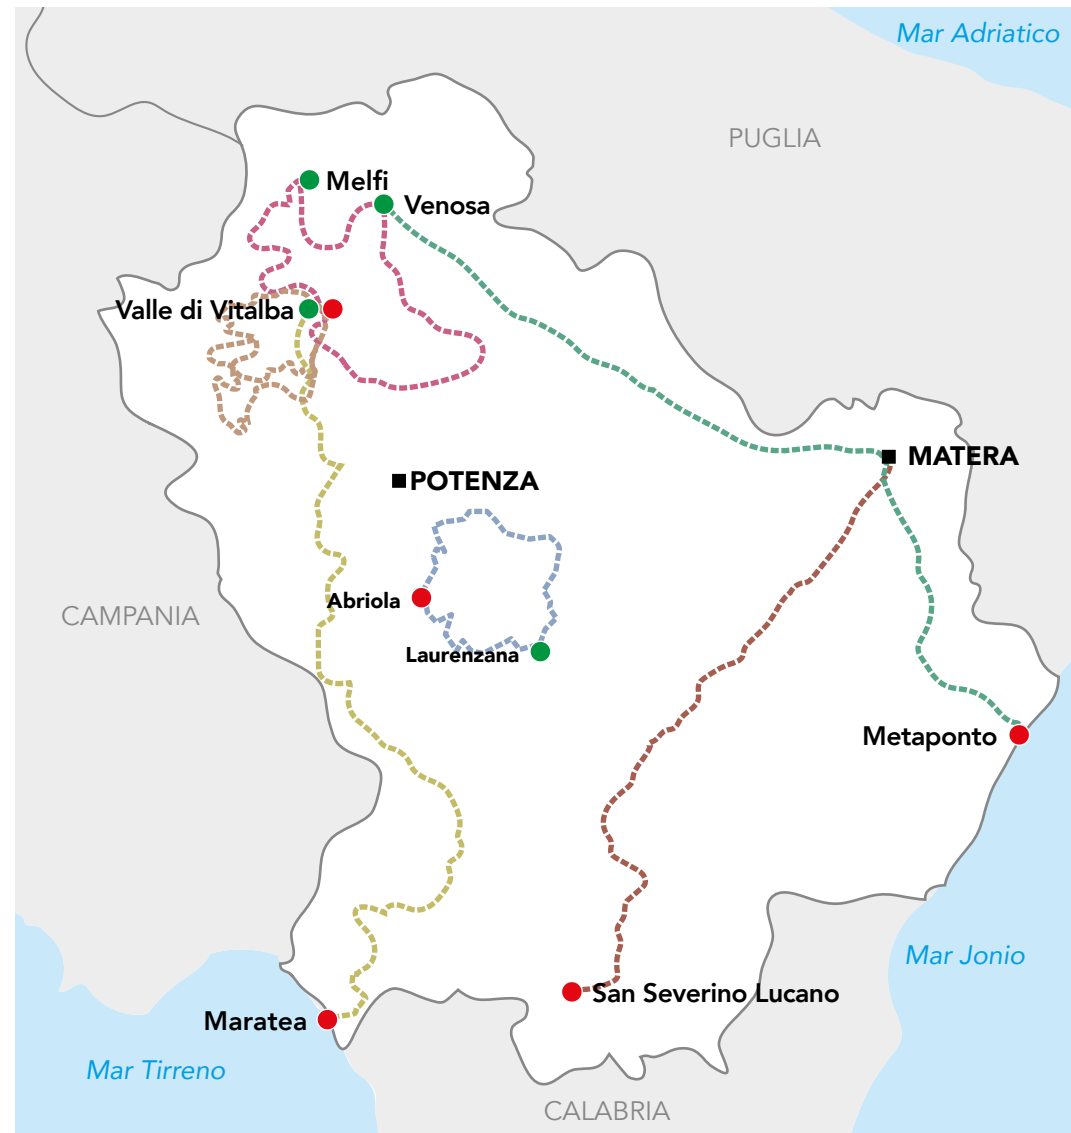 Mar Adriatico
PUGLIA
Melfi
Venosa
Valle di Vitalba
MATERA
POTENZA
Abriola
CAMPANIA
Laurenzana
Metaponto
Mar Jonio
San Severino Lucano
Maratea
Mar Tirreno
CALABRIA